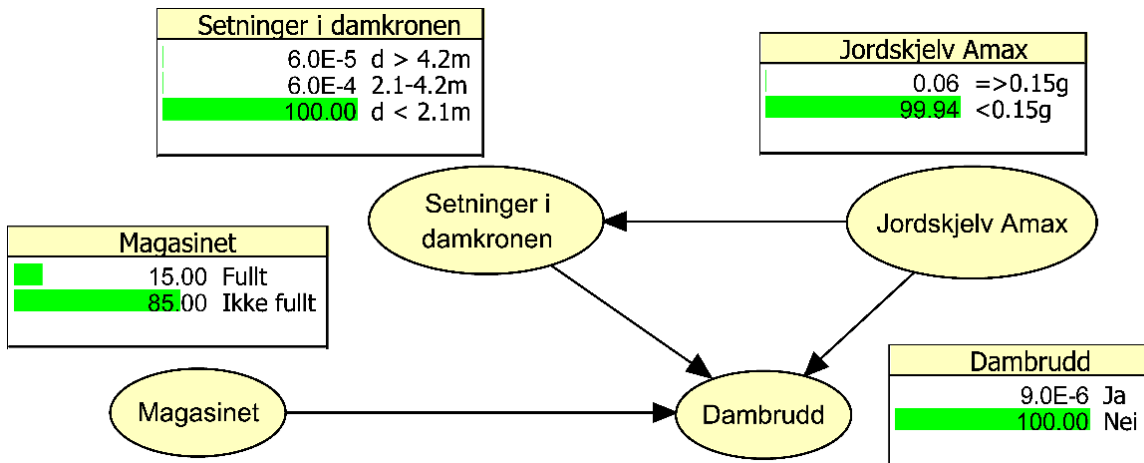 Setninger i damkronen
6.0E-5 d > 4.2m
6.0E-4 2.1-4.2m
100.00 d < 2.1m
Jordskjelv Amax
0.06 =>0.15g
99.94 <0.15g
Setninger i
damkronen
Jordskjelv Amax
Magasinet
15.00 Fullt
85.00 Ikke fullt
Magasinet
Dambrudd
Dambrudd
9.0E-6 Ja
100.00 Nei